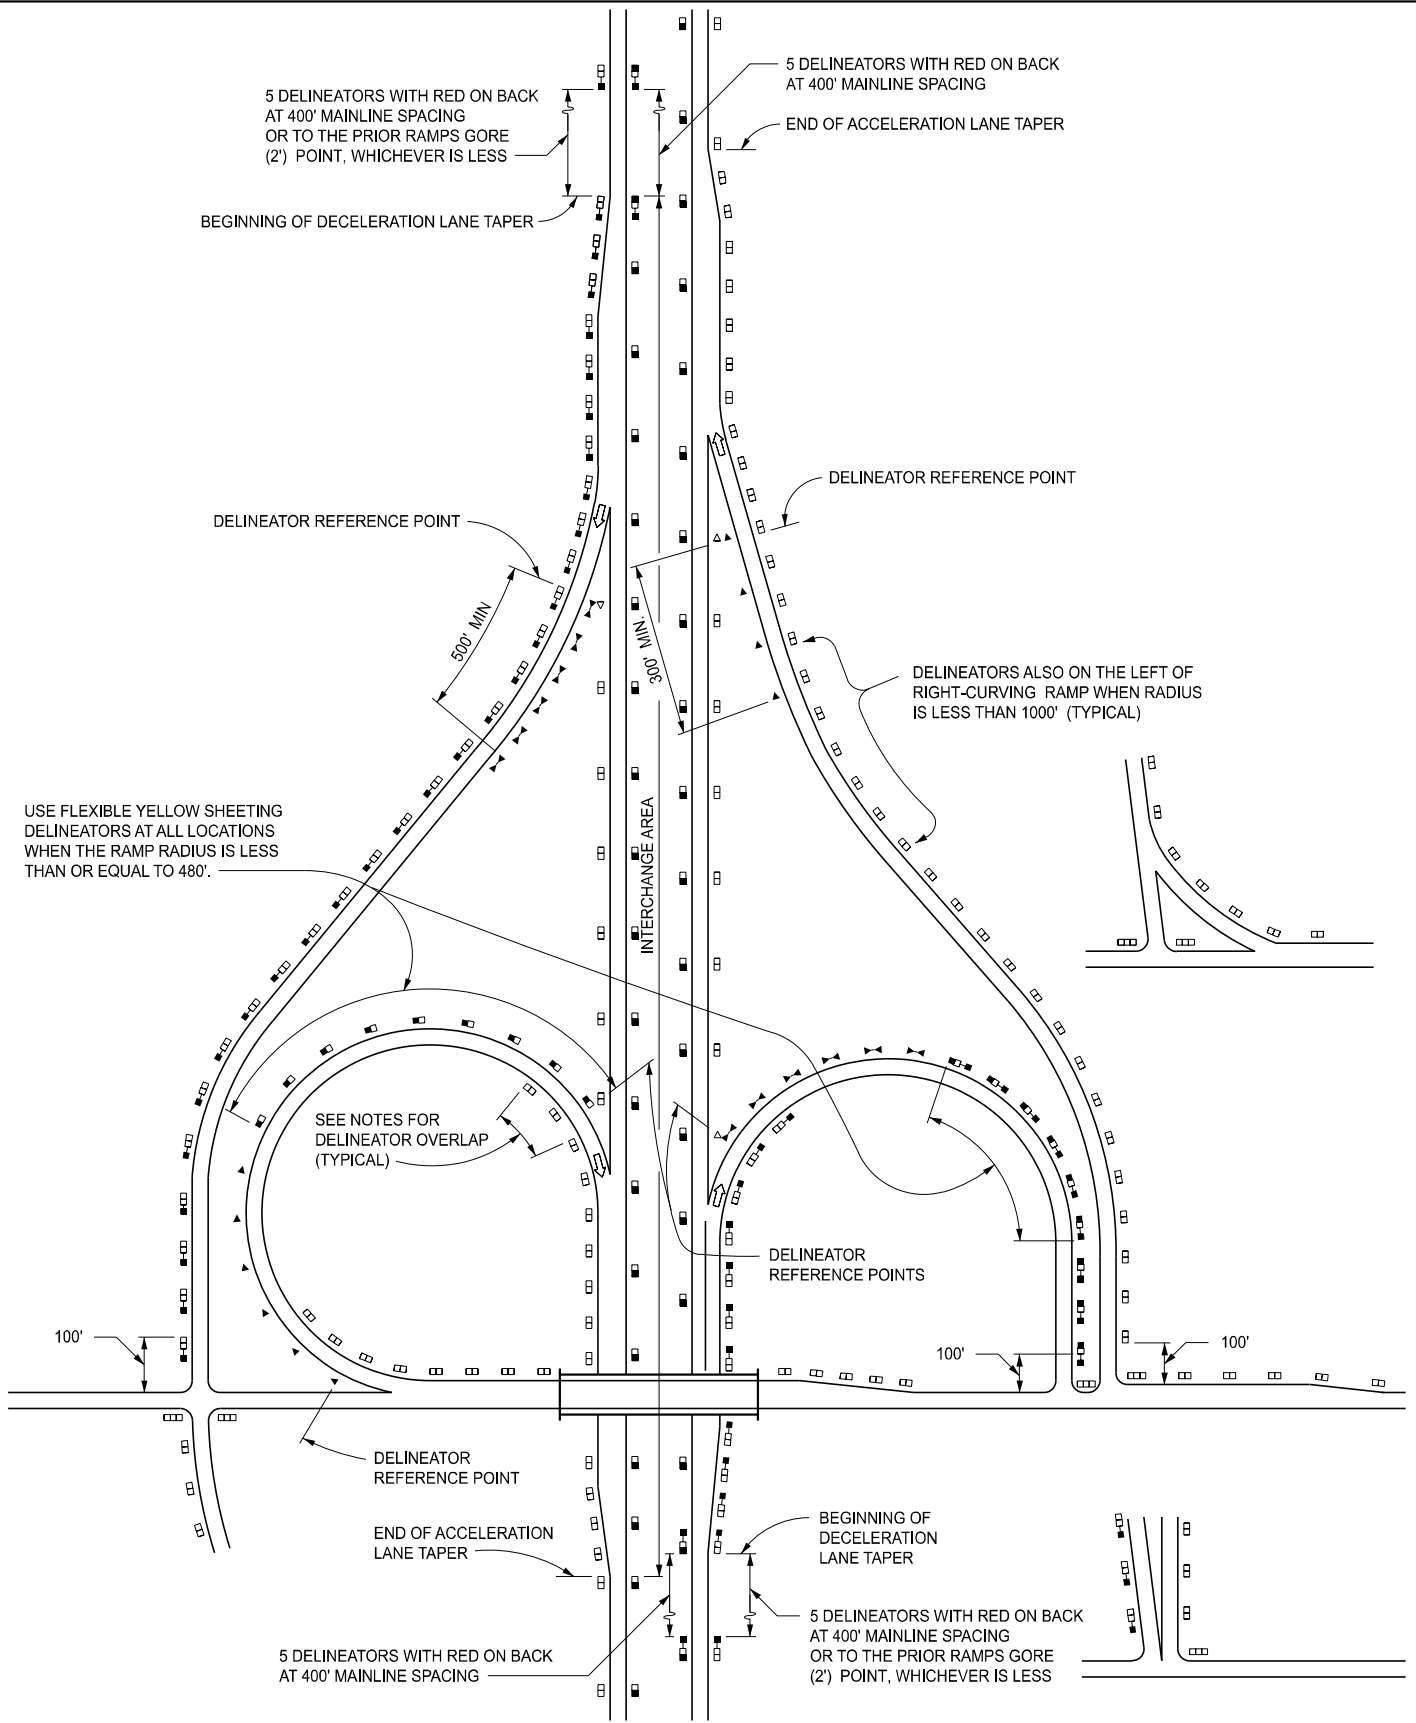 5 DELINEATORS WITH RED ON BACK
AT 400' MAINLINE SPACING
5 DELINEATORS WITH RED ON BACK
AT 400' MAINLINE SPACING
OR TO THE PRIOR RAMPS GORE
(2') POINT, WHICHEVER IS LESS
END OF ACCELERATION LANE TAPER
BEGINNING OF DECELERATION LANE TAPER
DELINEATOR REFERENCE POINT
DELINEATOR REFERENCE POINT
500' MIN
300' MIN.
DELINEATORS ALSO ON THE LEFT OF
RIGHT-CURVING RAMP WHEN RADIUS
IS LESS THAN 1000' (TYPICAL)
USE FLEXIBLE YELLOW SHEETING
DELINEATORS AT ALL LOCATIONS
WHEN THE RAMP RADIUS IS LESS
THAN OR EQUAL TO 480'.
INTERCHANGE AREA
SEE NOTES FOR
DELINEATOR OVERLAP
(TYPICAL)
DELINEATOR
REFERENCE POINTS
100'
100'
100'
DELINEATOR
REFERENCE POINT
END OF ACCELERATION
LANE TAPER
BEGINNING OF
DECELERATION
LANE TAPER
5 DELINEATORS WITH RED ON BACK
AT 400' MAINLINE SPACING
5 DELINEATORS WITH RED ON BACK
AT 400' MAINLINE SPACING
OR TO THE PRIOR RAMPS GORE
(2') POINT, WHICHEVER IS LESS